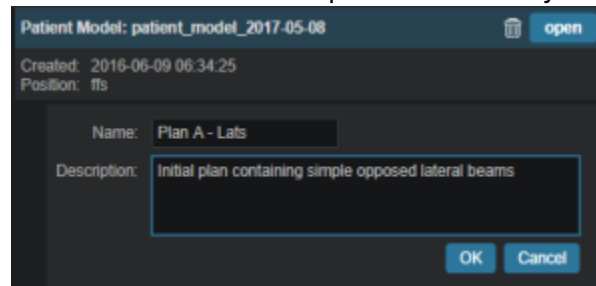 Patient Model: patient_model_2017-05-08 open
Created: 2016-06-09 06:34:25
Position: ffs
Name: Plan A - Lats
Description: Initial plan containing simple opposed lateral beams
OK Cancel